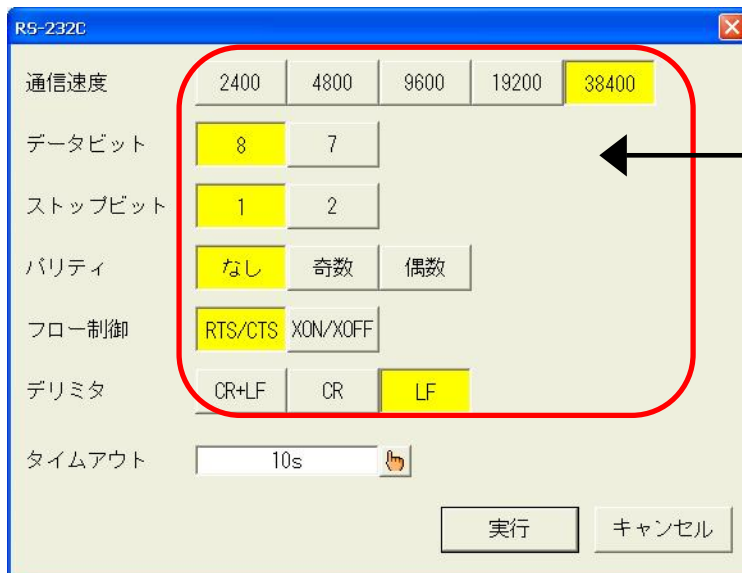 RS-232C
通信速度 2400 4800 9600 19200 38400
データビット 8 7
ストップビット 1 2
パリティ なし 奇数 偶数
フロー制御 RTS/CTS XON/XOFF
デリミタ CR+LF CR LF
タイムアウト 10s
実行 キャンセル